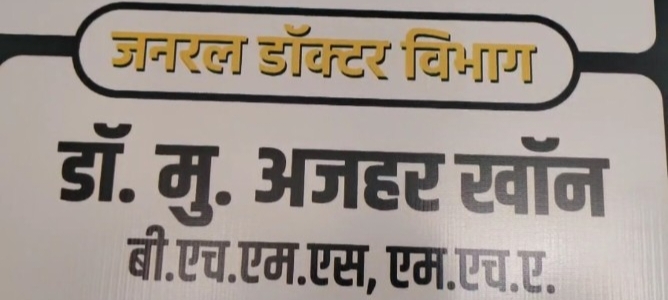 जनरल डॉक्टर विभाग
डॉ. मु. अजहर खॉन
बी.एच.एम.एस, एम.एच.ए.